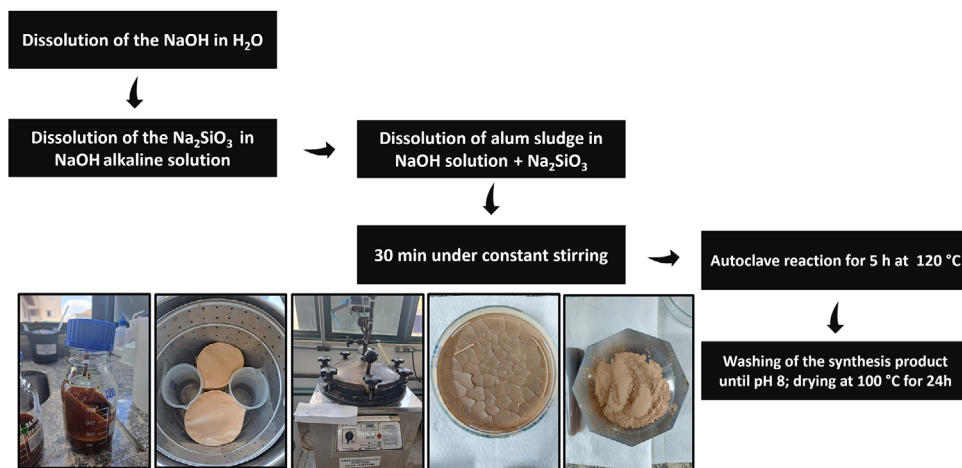 Dissolution of the NaOH in H₂O
Dissolution of the Na₂SiO₃ in
NaOH alkaline solution
Dissolution of alum sludge in
NaOH solution + Na₂SiO₃
30 min under constant stirring
Autoclave reaction for 5 h at 120 °C
Washing of the synthesis product
until pH 8; drying at 100 °C for 24h